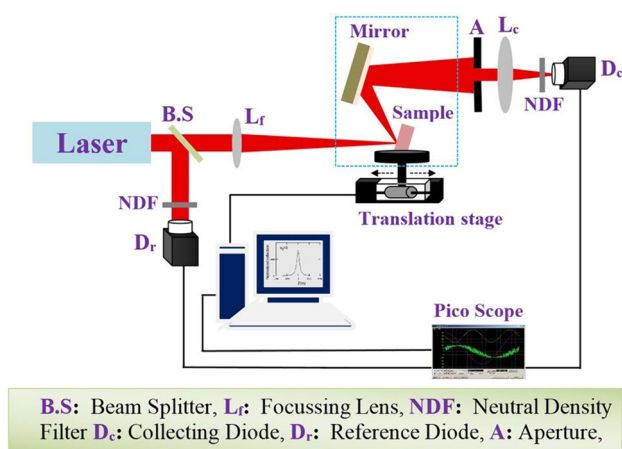 Mirror
A
Lc
Dc
NDF
Sample
B.S
Lf
Laser
NDF
Dr
Translation stage
Pico Scope
B.S: Beam Splitter, Lf: Focussing Lens, NDF: Neutral Density
Filter Dc: Collecting Diode, Dr: Reference Diode, A: Aperture,